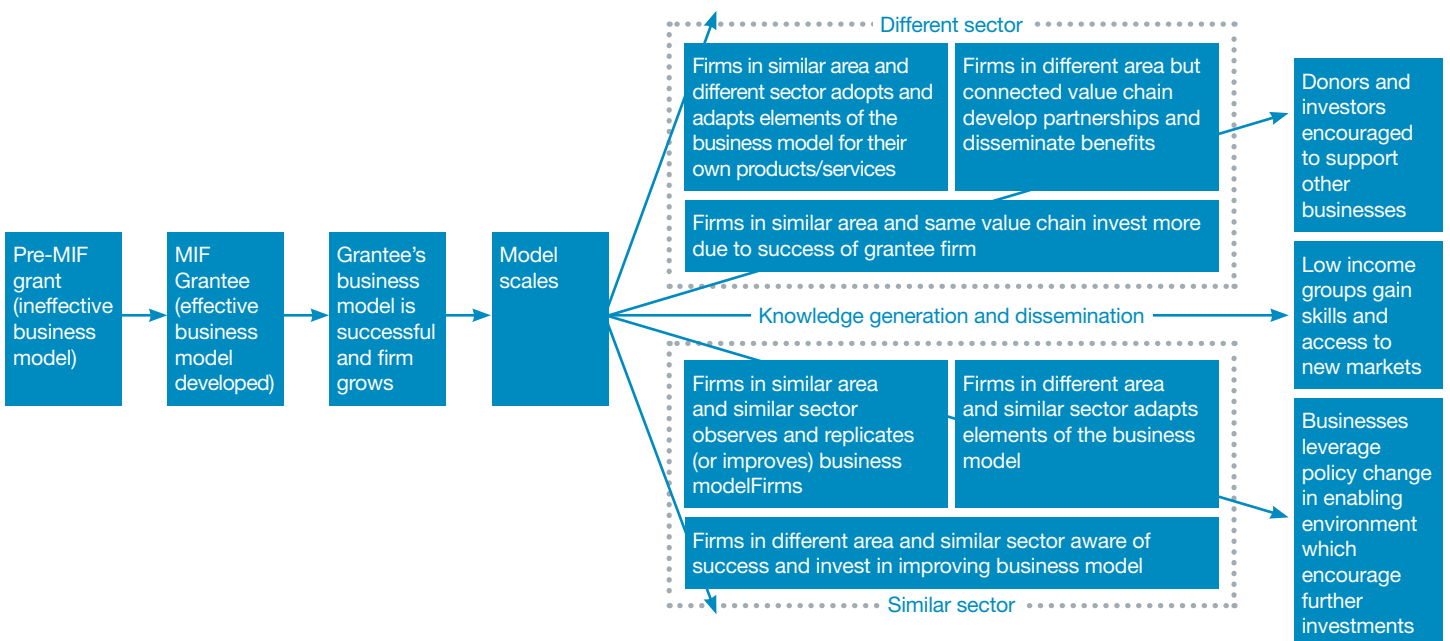 Pre-MIF
grant
(ineffective
business
model)
MIF
Grantee
(effective
business
model
developed)
Grantee's
business
model is
successful
and firm
grows
Model
scales
Different sector
Firms in similar area and
different sector adopts and
adapts elements of the
business model for their
own products/services
Firms in different area but
connected value chain
develop partnerships and
disseminate benefits
Firms in similar area and same value chain invest more
due to success of grantee firm
Knowledge generation and dissemination
Firms in similar area
and similar sector
observes and replicates
(or improves) business
modelFirms
Firms in different area
and similar sector adapts
elements of the business
model
Firms in different area and similar sector aware of
success and invest in improving business model
Similar sector
Donors and
investors
encouraged
to support
other
businesses
Low income
groups gain
skills and
access to
new markets
Businesses
leverage
policy change
in enabling
environment
which
encourage
further
investments